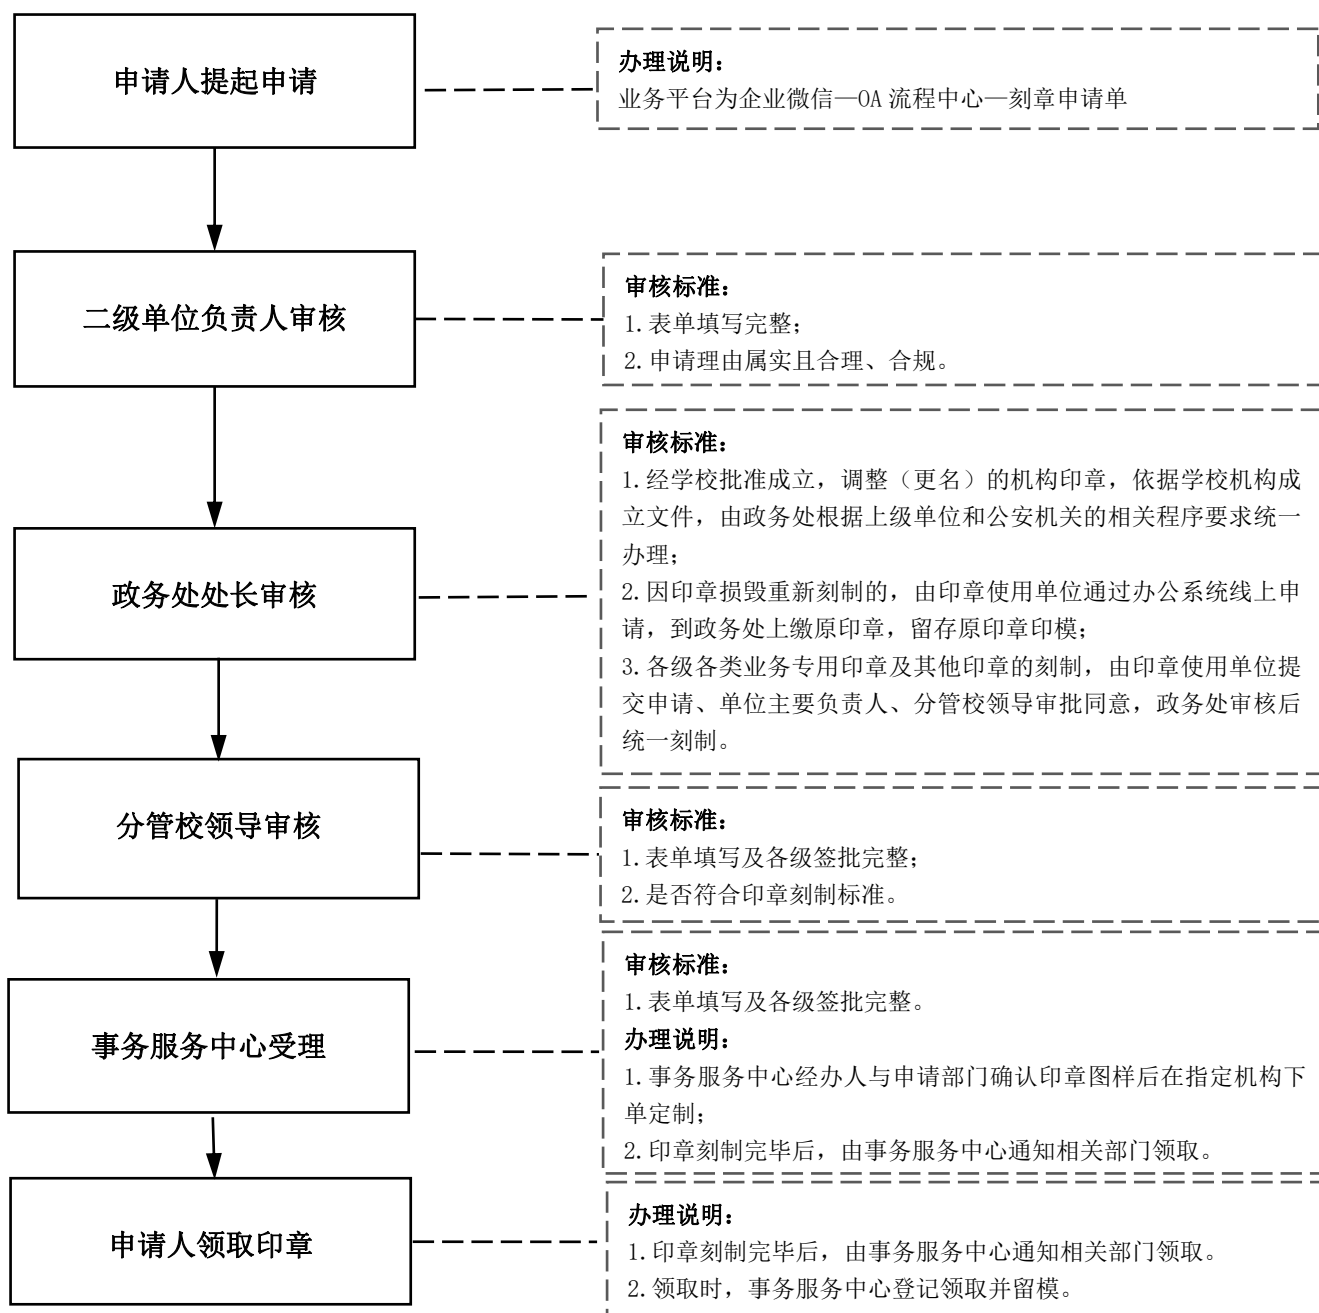 申请人提起申请
办理说明：
业务平台为企业微信—OA 流程中心—刻章申请单
二级单位负责人审核
审核标准：
1.表单填写完整；
2.申请理由属实且合理、合规。
政务处处长审核
审核标准：
1.经学校批准成立，调整（更名）的机构印章，依据学校机构成
立文件，由政务处根据上级单位和公安机关的相关程序要求统一
办理；
2.因印章损毁重新刻制的，由印章使用单位通过办公系统线上申
请，到政务处上缴原印章，留存原印章印模；
3.各级各类业务专用印章及其他印章的刻制，由印章使用单位提
交申请、单位主要负责人、分管校领导审批同意，政务处审核后
统一刻制。
分管校领导审核
审核标准：
1.表单填写及各级签批完整；
2.是否符合印章刻制标准。
事务服务中心受理
审核标准：
1.表单填写及各级签批完整。
办理说明：
1.事务服务中心经办人与申请部门确认印章图样后在指定机构下
单定制；
2.印章刻制完毕后，由事务服务中心通知相关部门领取。
申请人领取印章
办理说明：
1.印章刻制完毕后，由事务服务中心通知相关部门领取。
2.领取时，事务服务中心登记领取并留模。